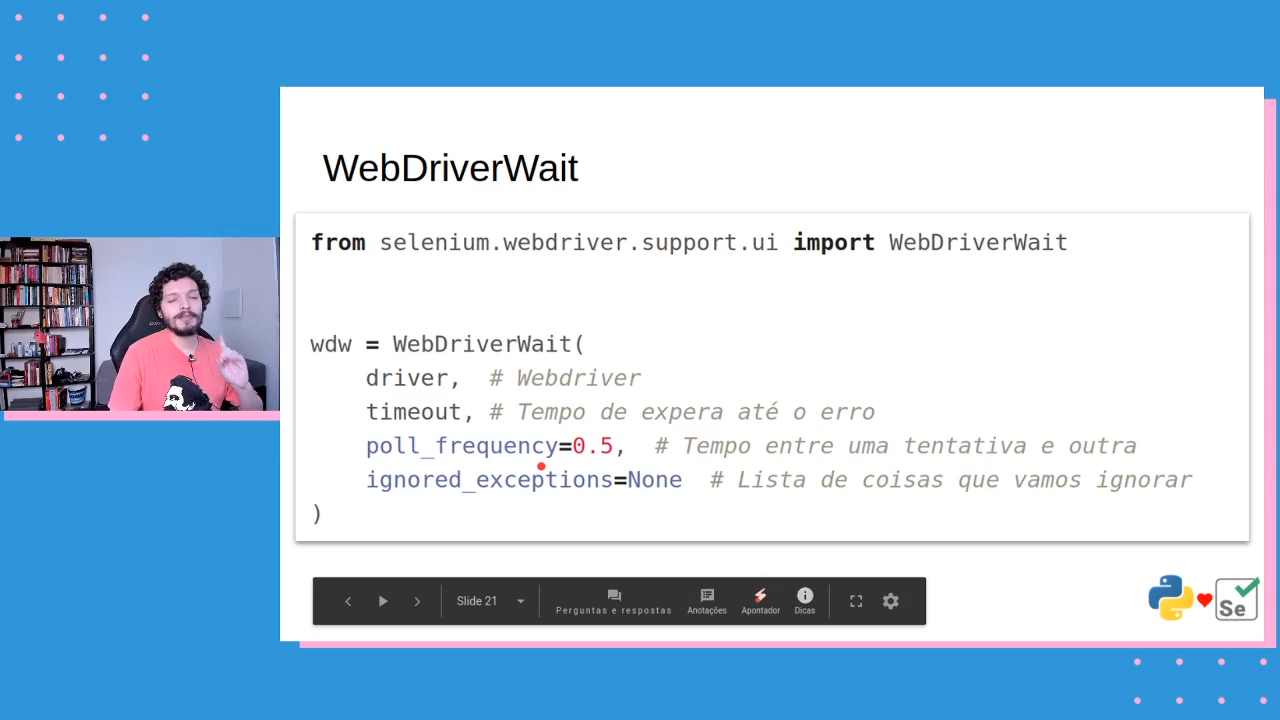 WebDriverWait
from selenium.webdriver.support.ui import WebDriverWait
wdw = WebDriverWait(
driver,  # Webdriver
timeout, # Tempo de expera até o erro
poll_frequency=0.5,  # Tempo entre uma tentativa e outra
ignored_exceptions=None  # Lista de coisas que vamos ignorar
)
Slide 21
Perguntas e respostas
Anotações
Apontador
Dicas
Se